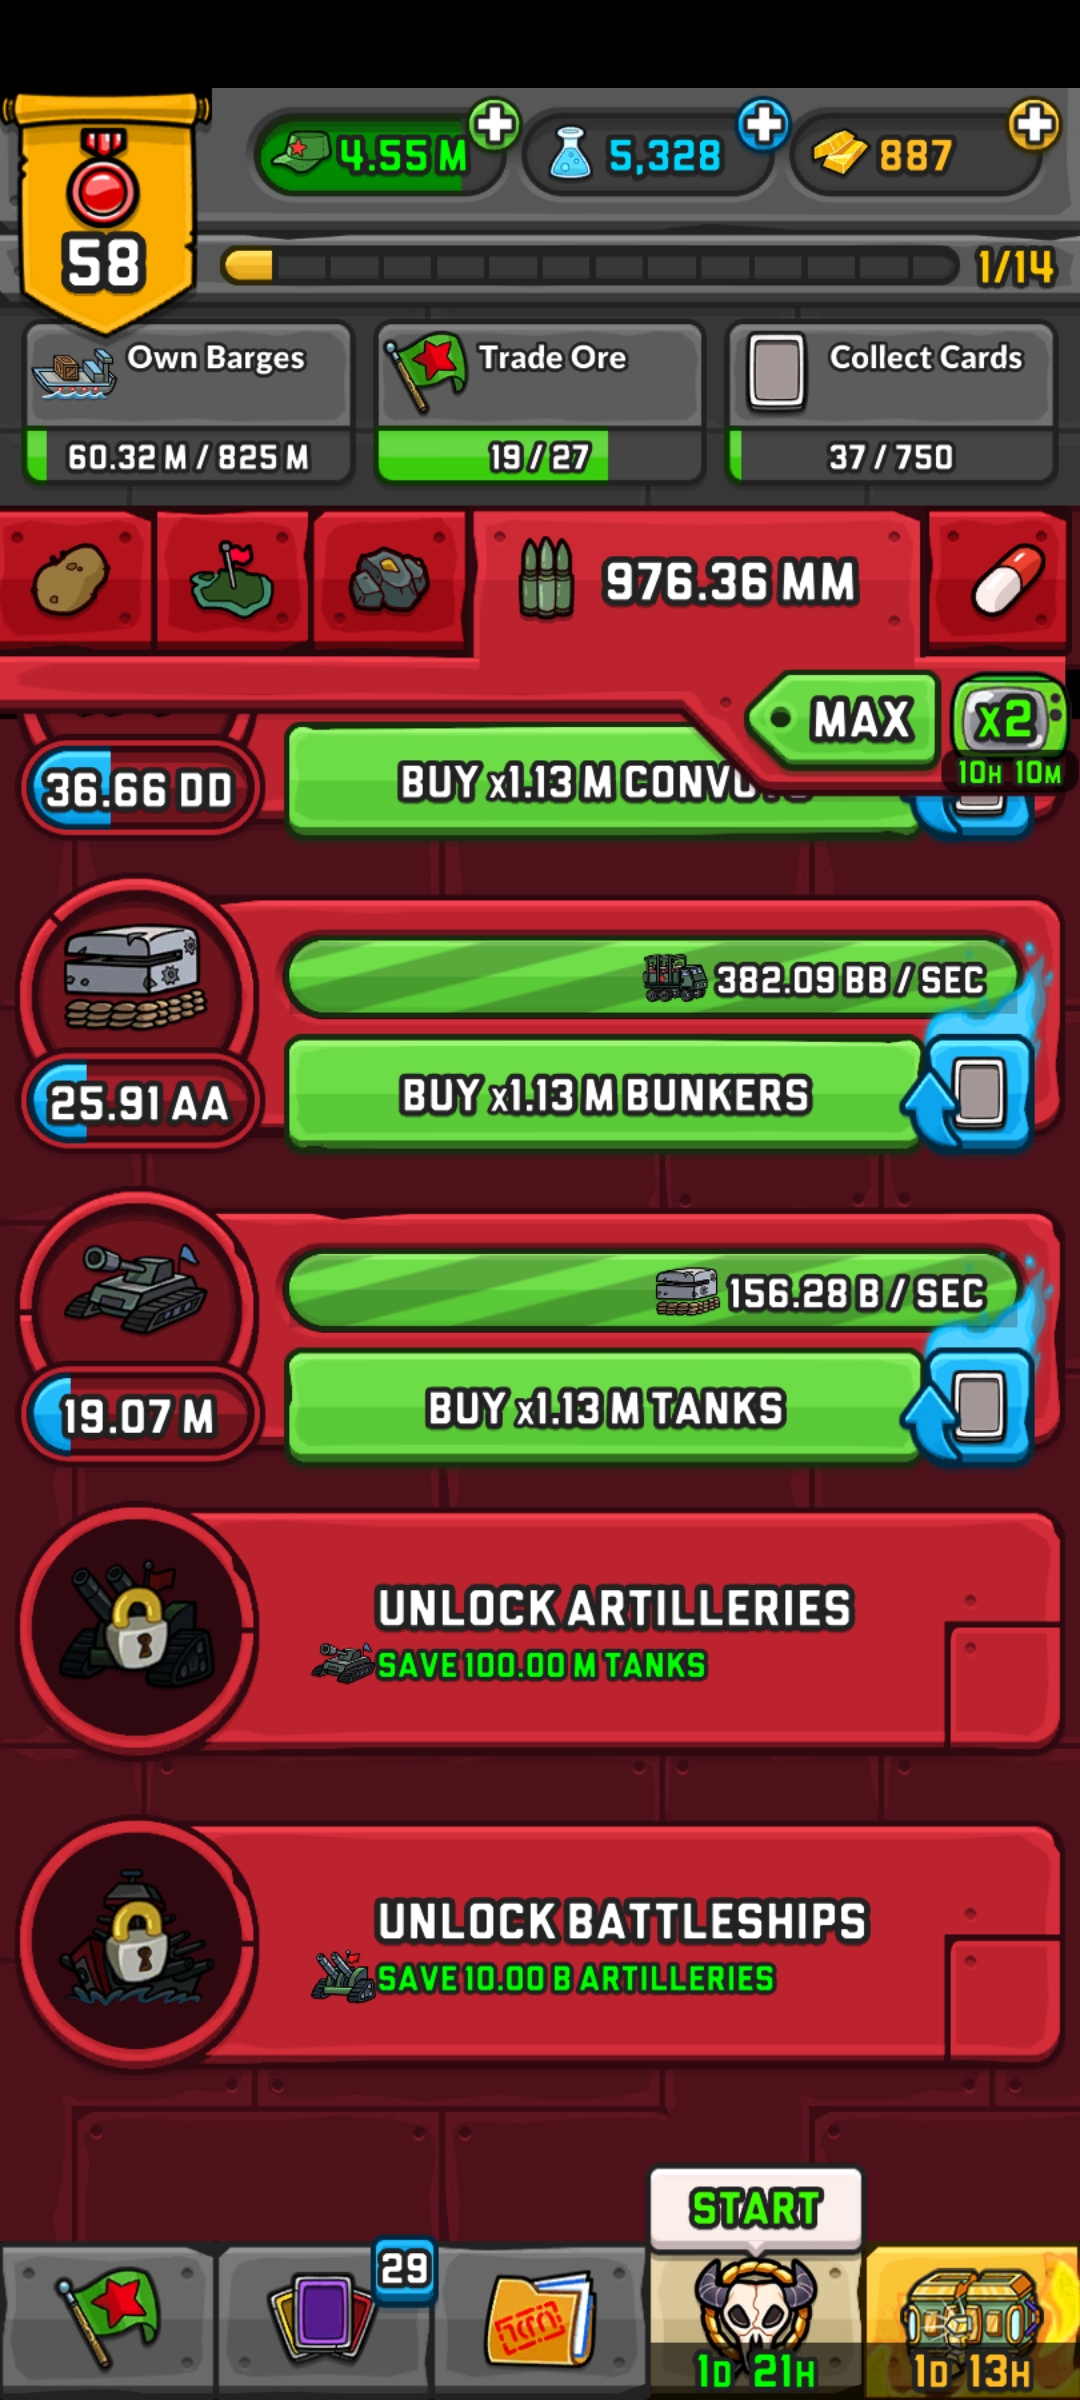 4.55 M
5,328
887
58
1/14
Own Barges
Trade Ore
Collect Cards
60.32 M / 825 M
19 / 27
37 / 750
976.36 MM
MAX
x2
10H 10M
36.66 DD
BUY x1.13 M
382.09 BB / SEC
25.91 AA
BUY x1.13 M BUNKERS
156.28 B / SEC
19.07 M
BUY x1.13 M TANKS
UNLOCK ARTILLERIES
SAVE 100.00 M TANKS
UNLOCK BATTLESHIPS
SAVE 10.00 B ARTILLERIES
START
29
1D 21H
1D 13H